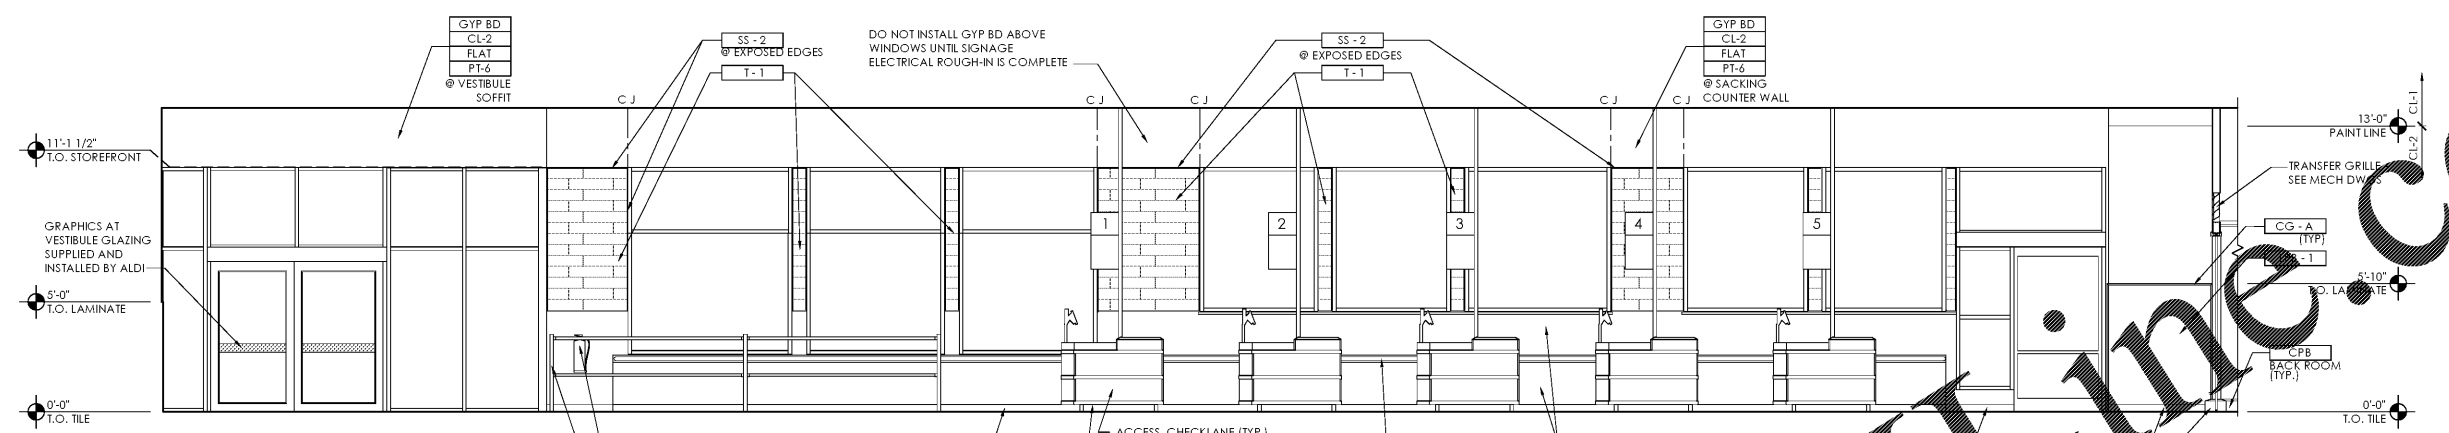 GYP BD
CL-2
FLAT
PT-6
@ VESTIBULE
SOFFIT
SS - 2
@ EXPOSED EDGES
T - 1
DO NOT INSTALL GYP BD ABOVE
WINDOWS UNTIL SIGNAGE
ELECTRICAL ROUGH-IN IS COMPLETE
SS - 2
@ EXPOSED EDGES
T - 1
GYP BD
CL-2
FLAT
PT-6
@ SACKING
COUNTER WALL
C J
C J
C J
C J
C J
CL-1
CL-2
11'-1 1/2"
T.O. STOREFRONT
13'-0"
PAINT LINE
TRANSFER GRILLE
SEE MECH DWGS
GRAPHICS AT
VESTIBULE GLAZING
SUPPLIED AND
INSTALLED BY ALDI
1
2
3
4
5
CG - A
(TYP)
- 1
5'-0"
T.O. LAMINATE
5'-10"
T.O. LAMINATE
CPB
BACK ROOM
(TYP.)
0'-0"
T.O. TILE
0'-0"
T.O. TILE
ACCESS. CHECKLANE (TYP.)